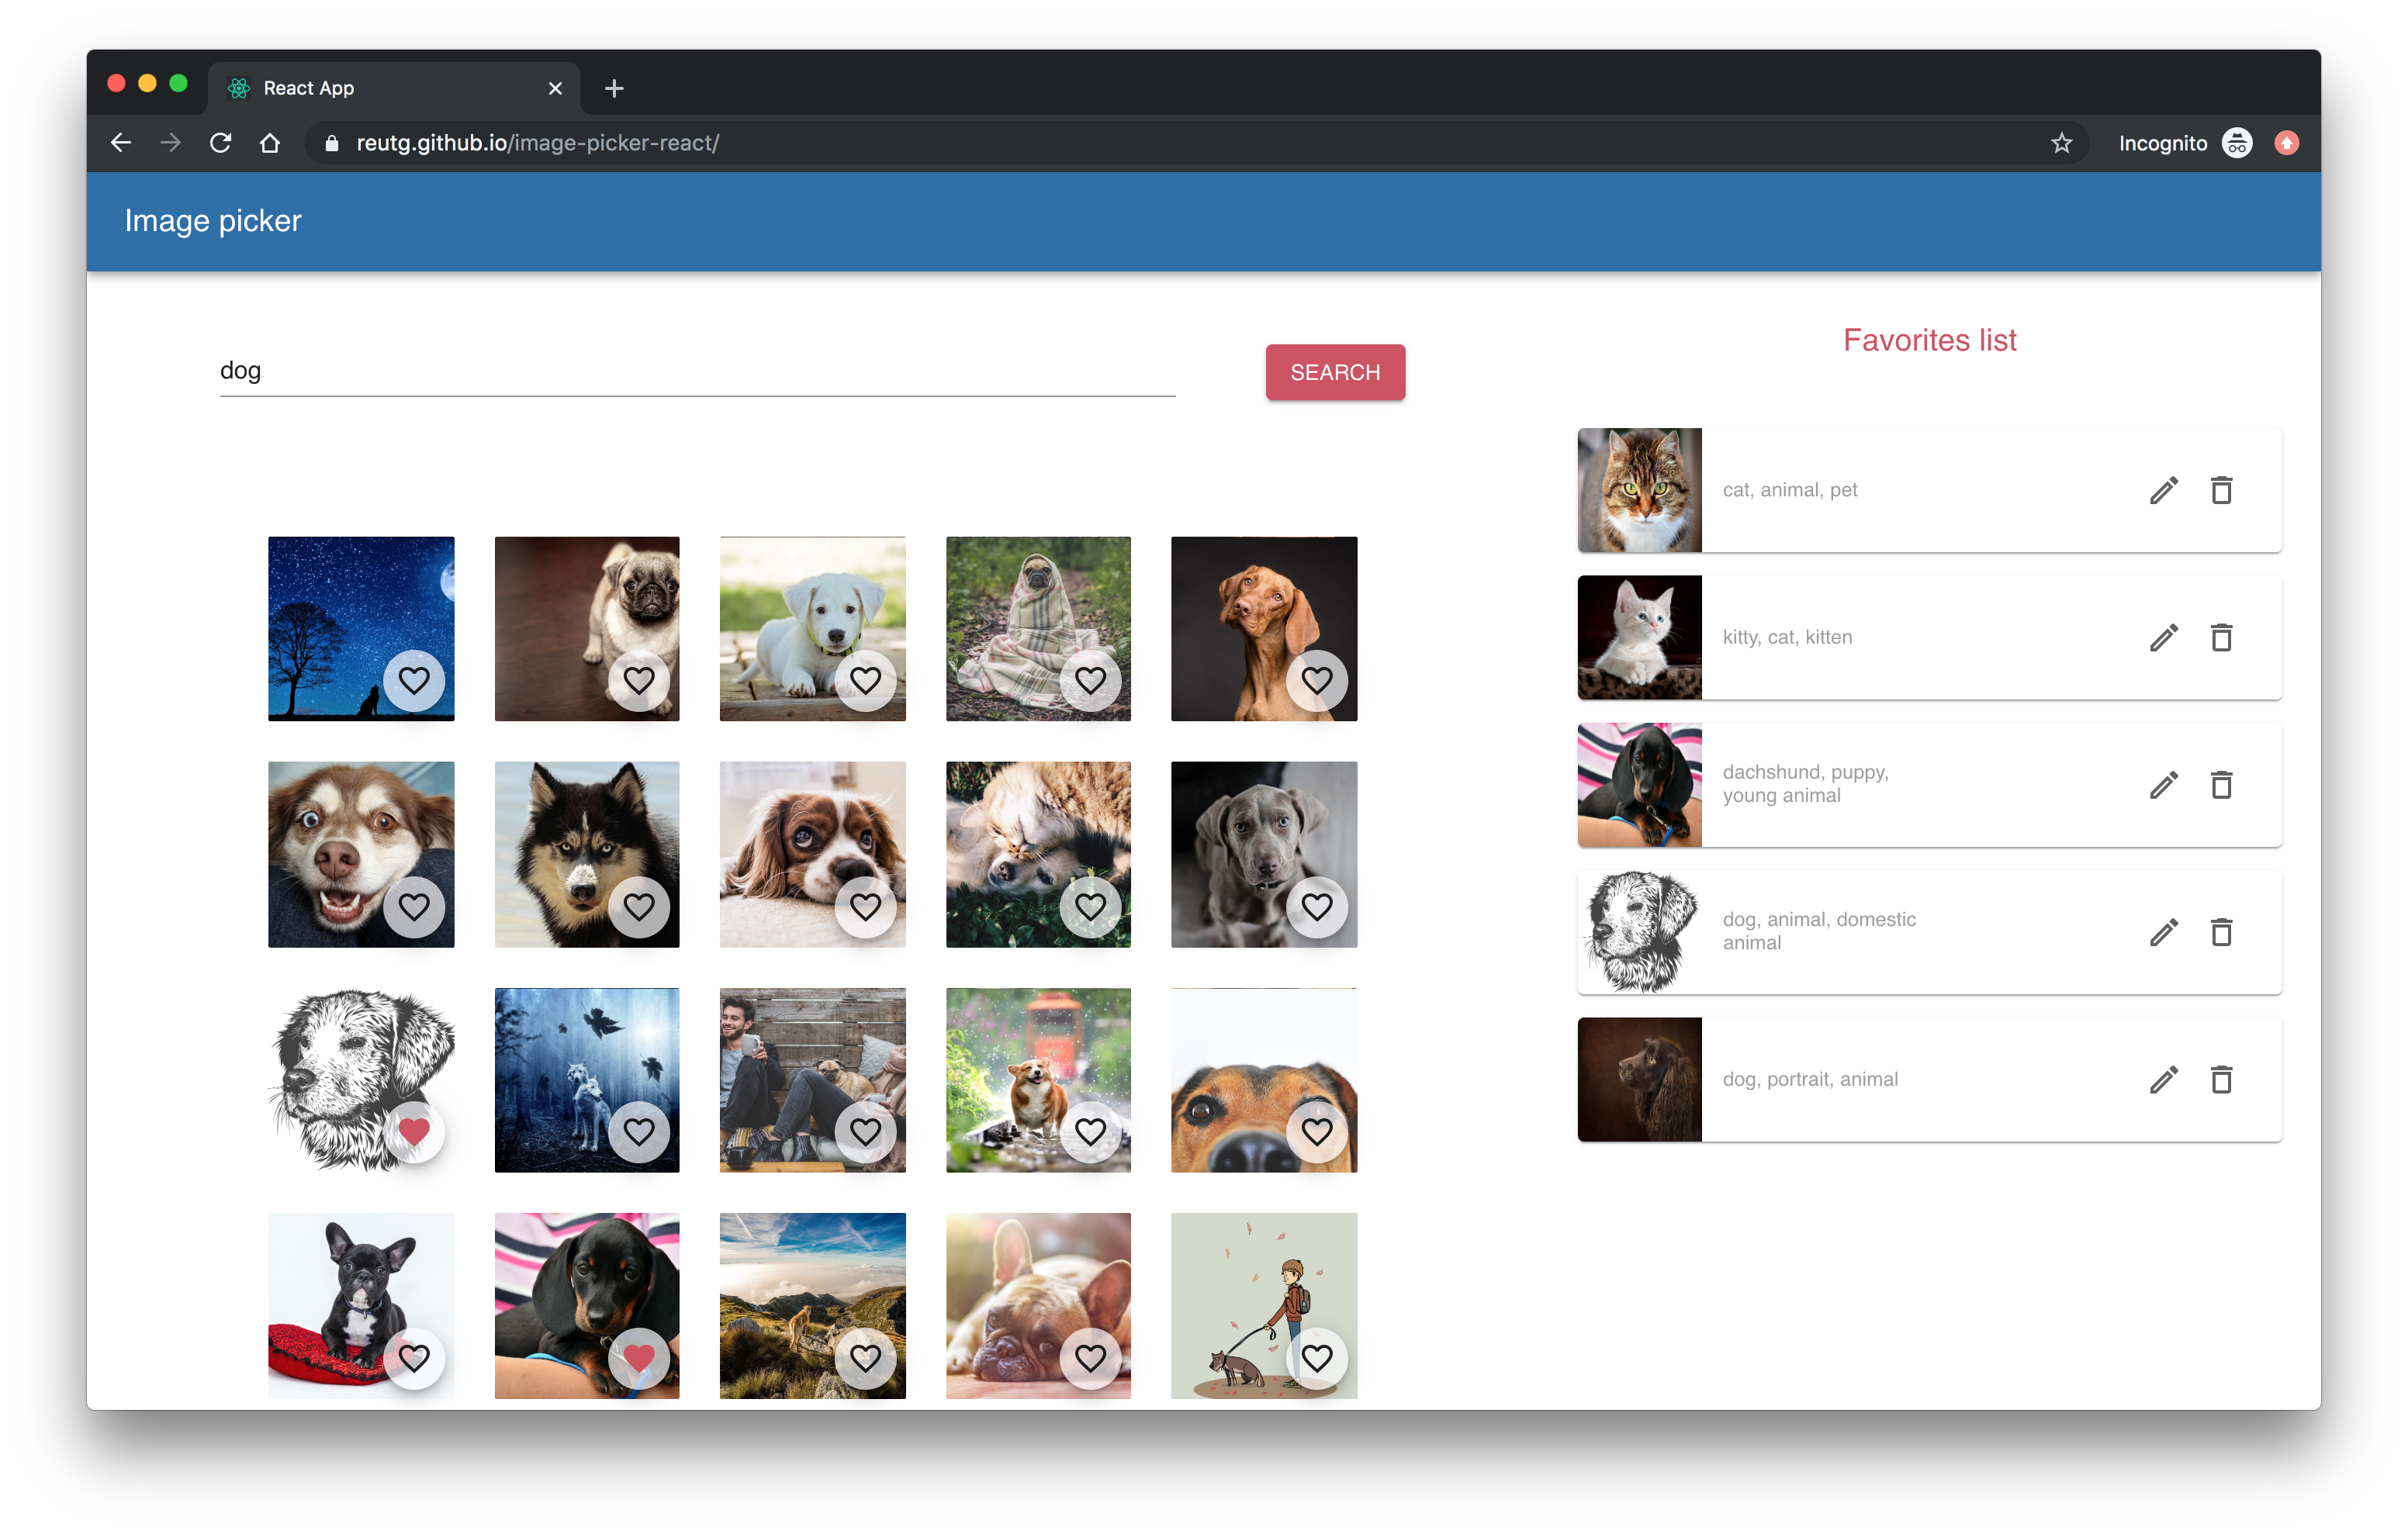 React App
reutg.github.io/image-picker-react/
Incognito
Image picker
dog
SEARCH
Favorites list
cat, animal, pet
kitty, cat, kitten
dachshund, puppy,
young animal
dog, animal, domestic
animal
dog, portrait, animal